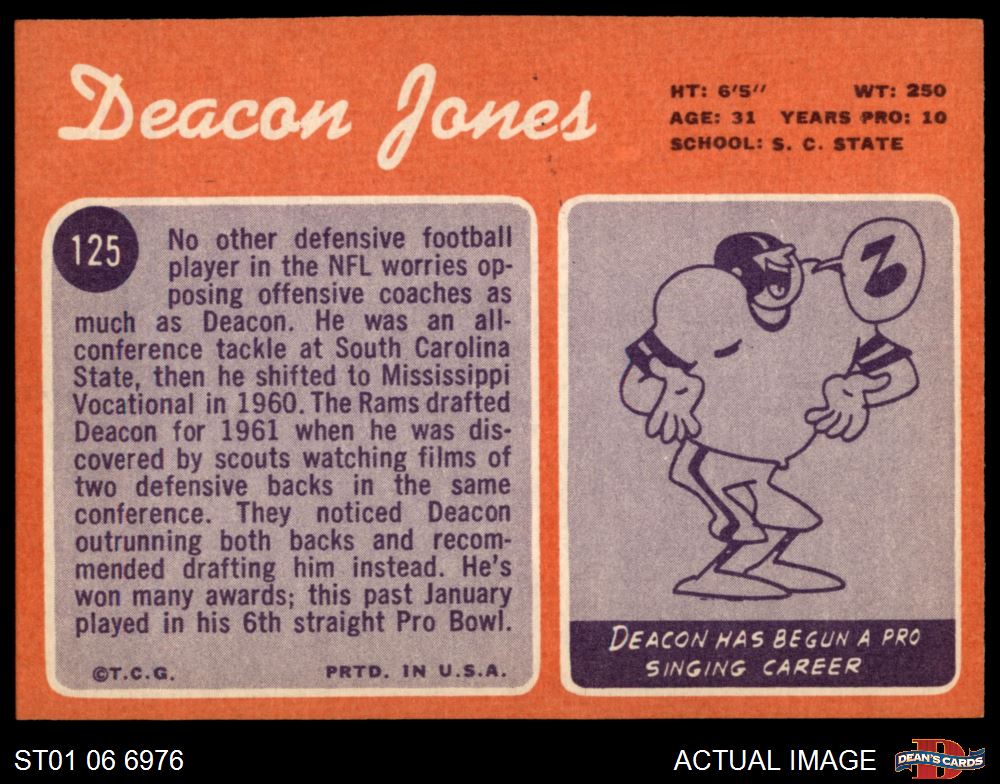 Deacon Jones
HT: 6'5" WT: 250
AGE: 31 YEARS PRO: 10
SCHOOL: S. C. STATE
125
No other defensive football
player in the NFL worries op-
posing offensive coaches as
much as Deacon. He was an all-
conference tackle at South Carolina
State, then he shifted to Mississippi
Vocational in 1960. The Rams drafted
Deacon for 1961 when he was dis-
covered by scouts watching films of
two defensive backs in the same
conference. They noticed Deacon
outrunning both backs and recom-
mended drafting him instead. He's
won many awards; this past January
played in his 6th straight Pro Bowl.
©T.C.G. PRTD. IN U.S.A.
DEACON HAS BEGUN A PRO
SINGING CAREER
ST01 06 6976
ACTUAL IMAGE
DEAN'S CARDS